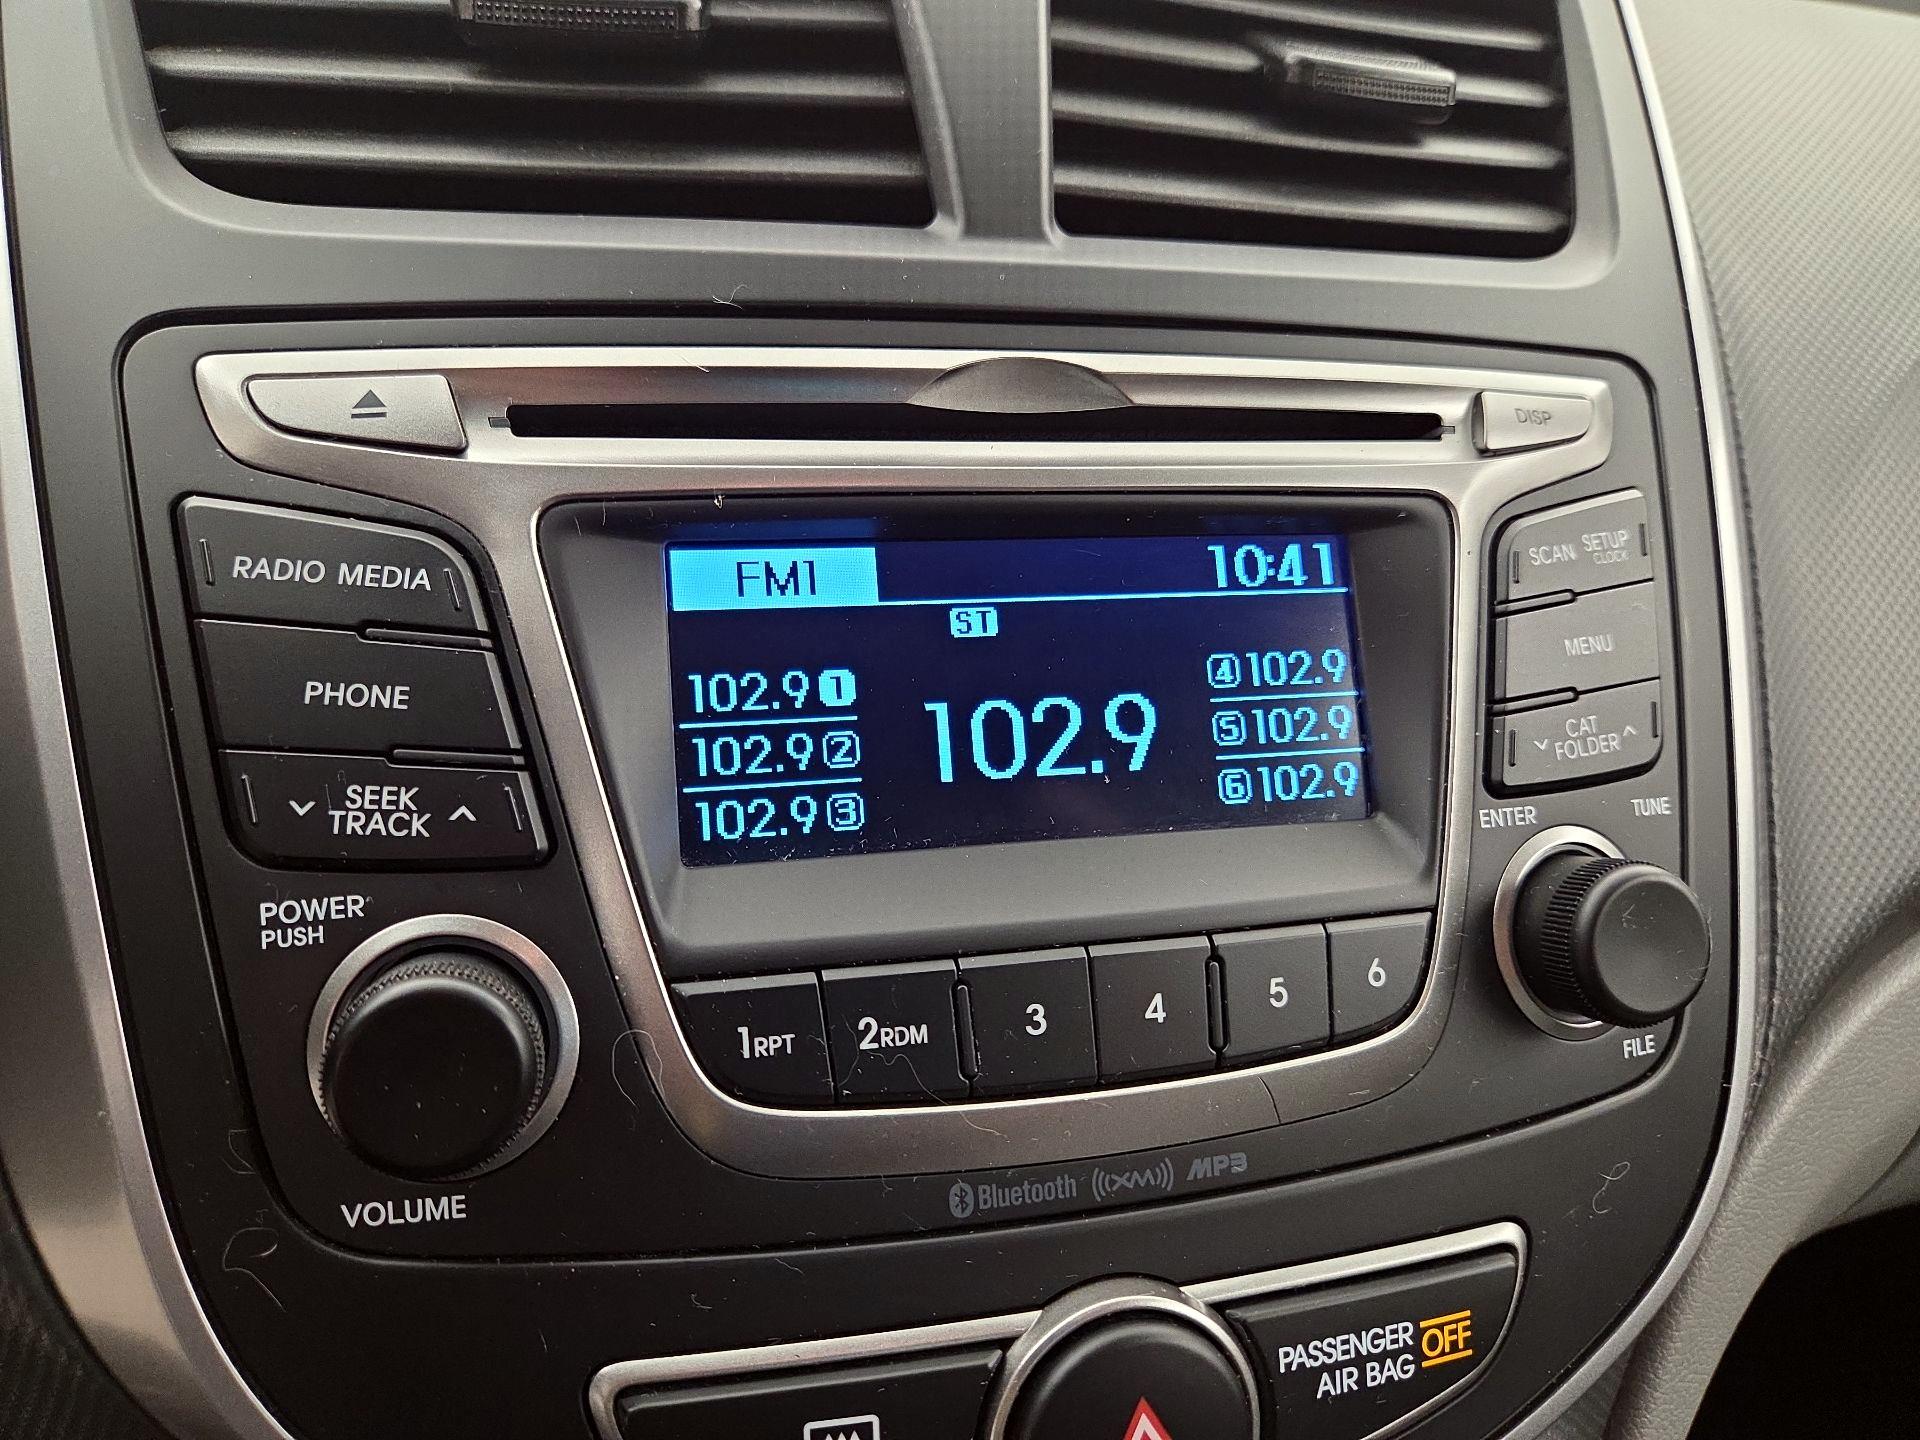 DISP
RADIO MEDIA
PHONE
SEEK
TRACK
POWER
PUSH
VOLUME
FM1
10:41
ST
102.9 1
102.9 2
102.9 3
102.9
4 102.9
5 102.9
6 102.9
SCAN SETUP
CLOCK
MENU
CAT
FOLDER
ENTER
TUNE
FILE
1RPT
2RDM
3
4
5
6
Bluetooth ((XM)) MP3
PASSENGER
AIR BAG OFF